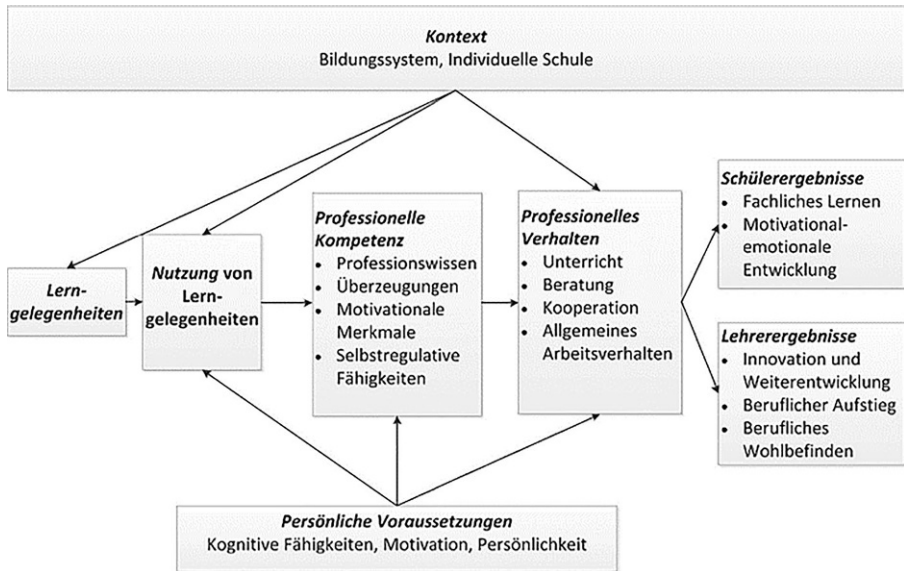 Kontext
Bildungssystem, Individuelle Schule
Lern-
gelegenheiten
Nutzung von
Lern-
gelegenheiten
Professionelle
Kompetenz
• Professionswissen
• Überzeugungen
• Motivationale
Merkmale
• Selbstregulative
Fähigkeiten
Professionelles
Verhalten
• Unterricht
• Beratung
• Kooperation
• Allgemeines
Arbeitsverhalten
Schülerergebnisse
• Fachliches Lernen
• Motivational-
emotionale
Entwicklung
Lehrerergebnisse
• Innovation und
Weiterentwicklung
• Beruflicher Aufstieg
• Berufliches
Wohlbefinden
Persönliche Voraussetzungen
Kognitive Fähigkeiten, Motivation, Persönlichkeit